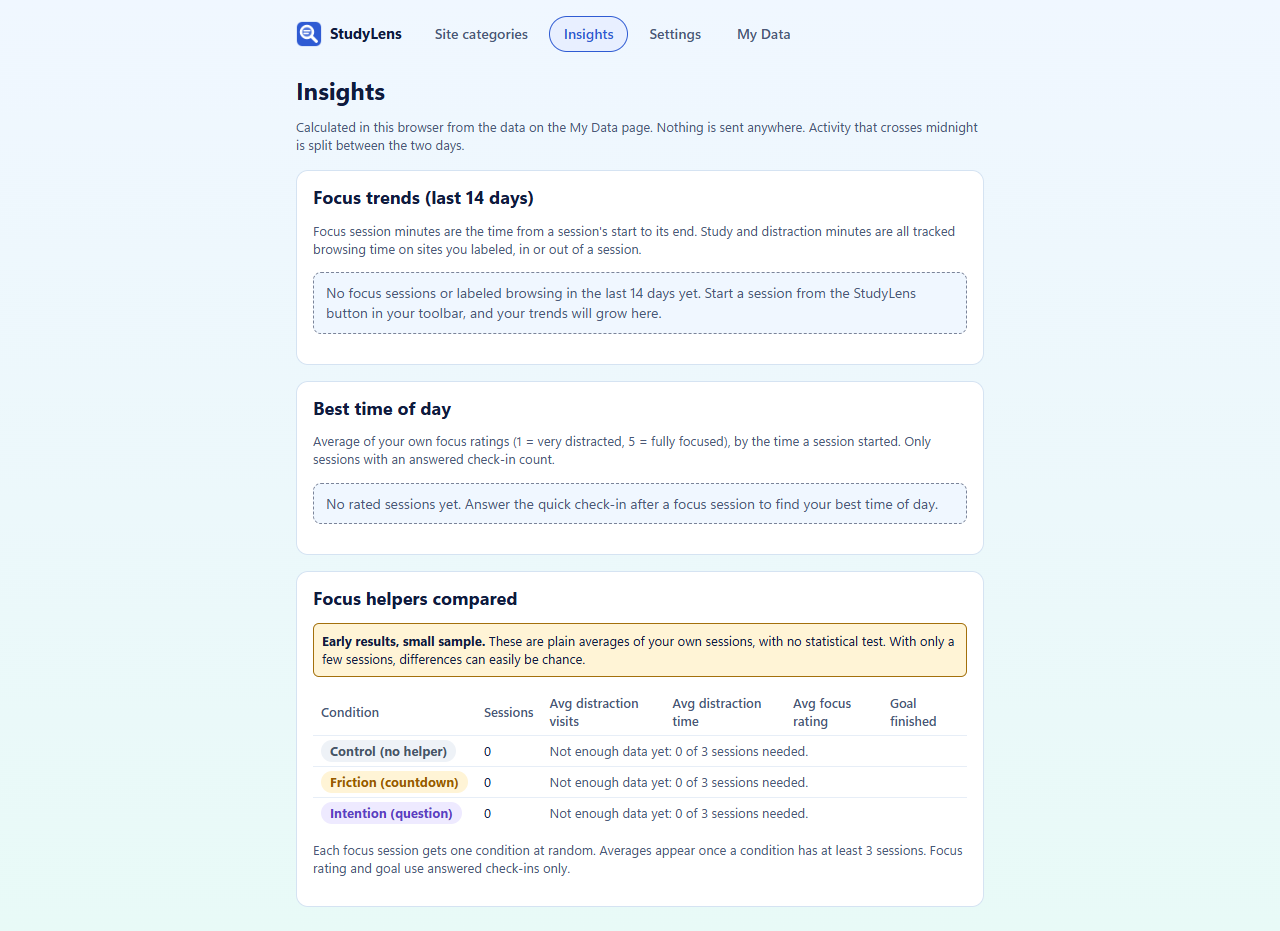 StudyLens Site categories Insights Settings My Data
Insights
Calculated in this browser from the data on the My Data page. Nothing is sent anywhere. Activity that crosses midnight
is split between the two days.
Focus trends (last 14 days)
Focus session minutes are the time from a session's start to its end. Study and distraction minutes are all tracked
browsing time on sites you labeled, in or out of a session.
No focus sessions or labeled browsing in the last 14 days yet. Start a session from the StudyLens
button in your toolbar, and your trends will grow here.
Best time of day
Average of your own focus ratings (1 = very distracted, 5 = fully focused), by the time a session started. Only
sessions with an answered check-in count.
No rated sessions yet. Answer the quick check-in after a focus session to find your best time of day.
Focus helpers compared
Early results, small sample. These are plain averages of your own sessions, with no statistical test. With only a
few sessions, differences can easily be chance.
Condition Sessions Avg distraction visits Avg distraction time Avg focus rating Goal finished
Control (no helper) 0 Not enough data yet: 0 of 3 sessions needed.
Friction (countdown) 0 Not enough data yet: 0 of 3 sessions needed.
Intention (question) 0 Not enough data yet: 0 of 3 sessions needed.
Each focus session gets one condition at random. Averages appear once a condition has at least 3 sessions. Focus
rating and goal use answered check-ins only.